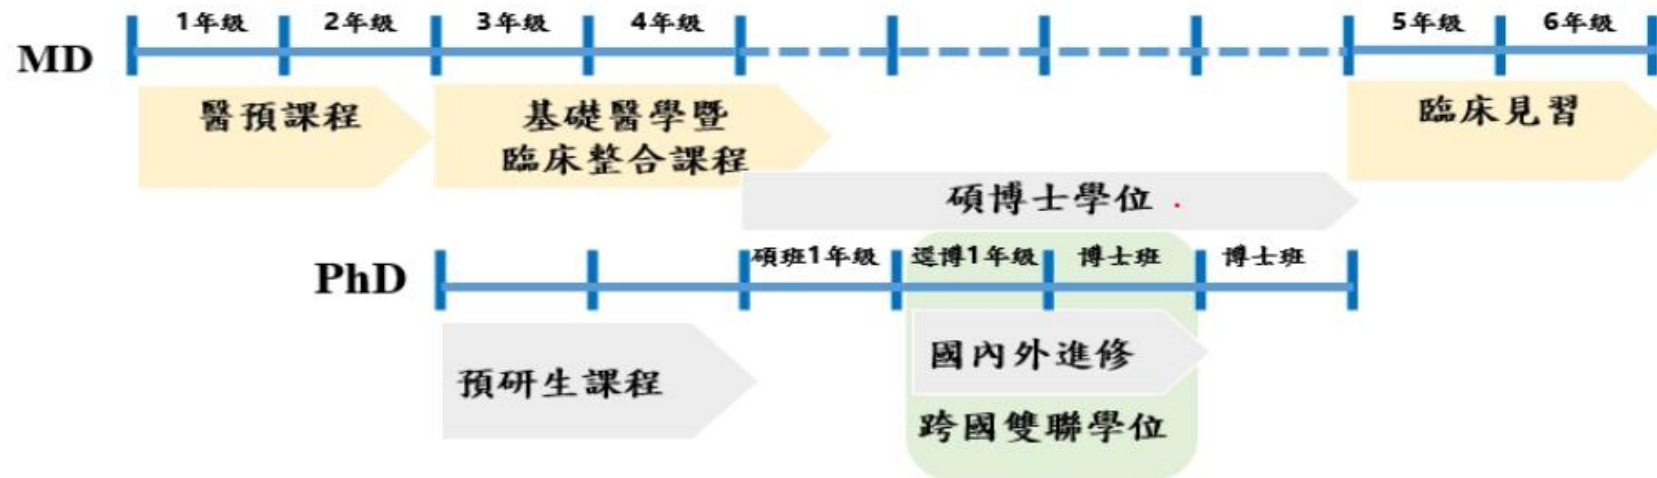 1年級 2年級 3年級 4年級 5年級 6年級
MD
醫預課程
基礎醫學暨
臨床整合課程
臨床見習
碩博士學位
PhD
碩班1年級 逕博1年級 博士班 博士班
預研生課程
國內外進修
跨國雙聯學位